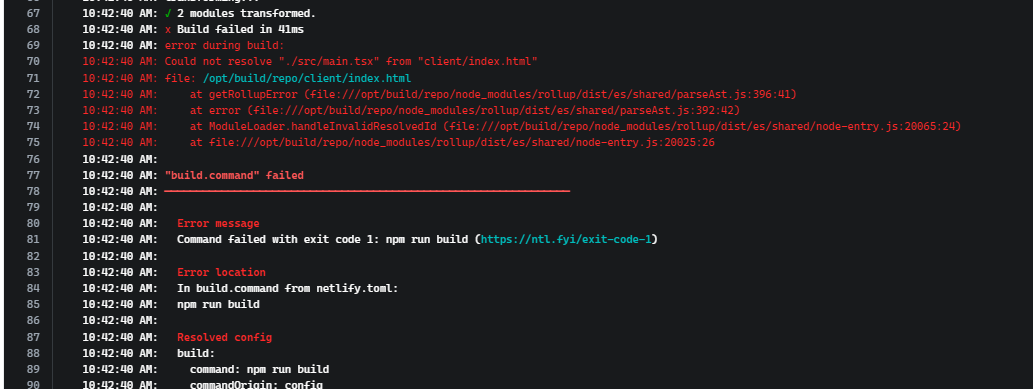 67 10:42:40 AM: ✓ 2 modules transformed.
68 10:42:40 AM: x Build failed in 41ms
69 10:42:40 AM: error during build:
70 10:42:40 AM: Could not resolve "./src/main.tsx" from "client/index.html"
71 10:42:40 AM: file: /opt/build/repo/client/index.html
72 10:42:40 AM:     at getRollupError (file:///opt/build/repo/node_modules/rollup/dist/es/shared/parseAst.js:396:41)
73 10:42:40 AM:     at error (file:///opt/build/repo/node_modules/rollup/dist/es/shared/parseAst.js:392:42)
74 10:42:40 AM:     at ModuleLoader.handleInvalidResolvedId (file:///opt/build/repo/node_modules/rollup/dist/es/shared/node-entry.js:20065:24)
75 10:42:40 AM:     at file:///opt/build/repo/node_modules/rollup/dist/es/shared/node-entry.js:20025:26
76 10:42:40 AM:
77 10:42:40 AM: "build.command" failed
78 10:42:40 AM: ────────────────────────────────────────────────────────────────
79 10:42:40 AM:
80 10:42:40 AM:   Error message
81 10:42:40 AM:   Command failed with exit code 1: npm run build (https://ntl.fyi/exit-code-1)
82 10:42:40 AM:
83 10:42:40 AM:   Error location
84 10:42:40 AM:   In build.command from netlify.toml:
85 10:42:40 AM:   npm run build
86 10:42:40 AM:
87 10:42:40 AM:   Resolved config
88 10:42:40 AM:   build:
89 10:42:40 AM:     command: npm run build
90 10:42:40 AM:     commandOrigin: config